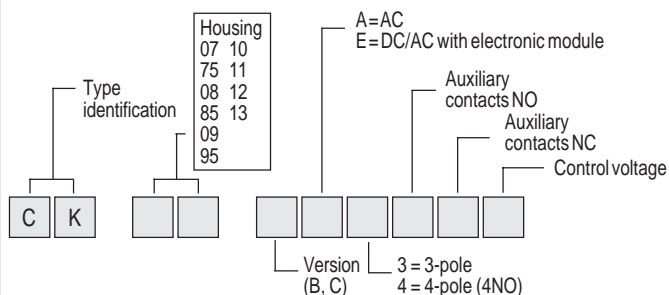 A=AC
E=DC/AC with electronic module
Housing
07 10
75 11
08 12
85 13
09
95
Type
identification
Auxiliary
contacts NO
Auxiliary
contacts NC
Control voltage
C K
Version
(B, C)
3 = 3-pole
4 = 4-pole (4NO)